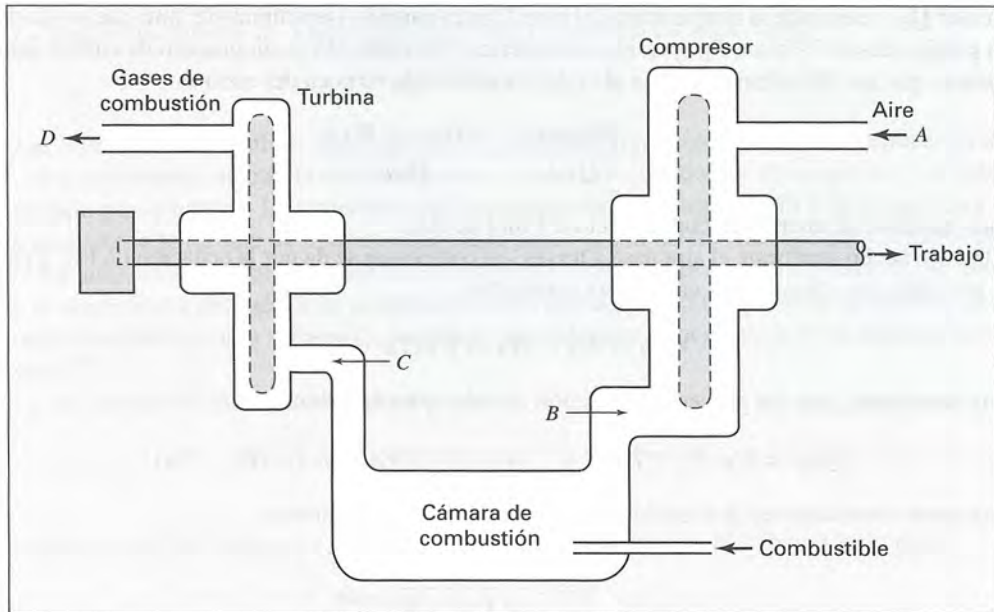 Compresor
Gases de
combustión
Turbina
Aire
D
A
Trabajo
C
B
Cámara de
combustión
Combustible